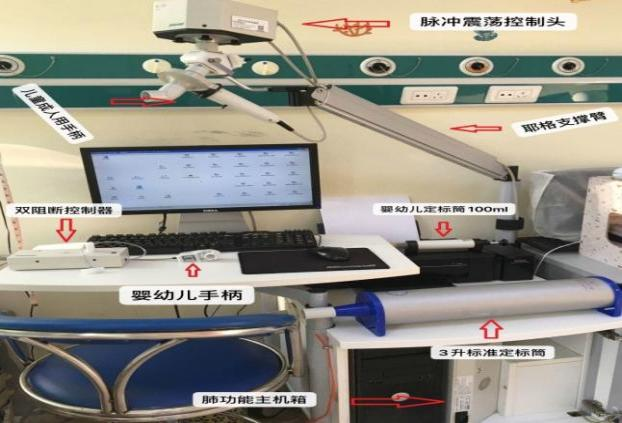 脉冲震荡控制头
儿童成人用手柄
耶格支撑臂
双阻断控制器
婴幼儿定标筒100ml
婴幼儿手柄
3升标准定标筒
肺功能主机箱
DELL